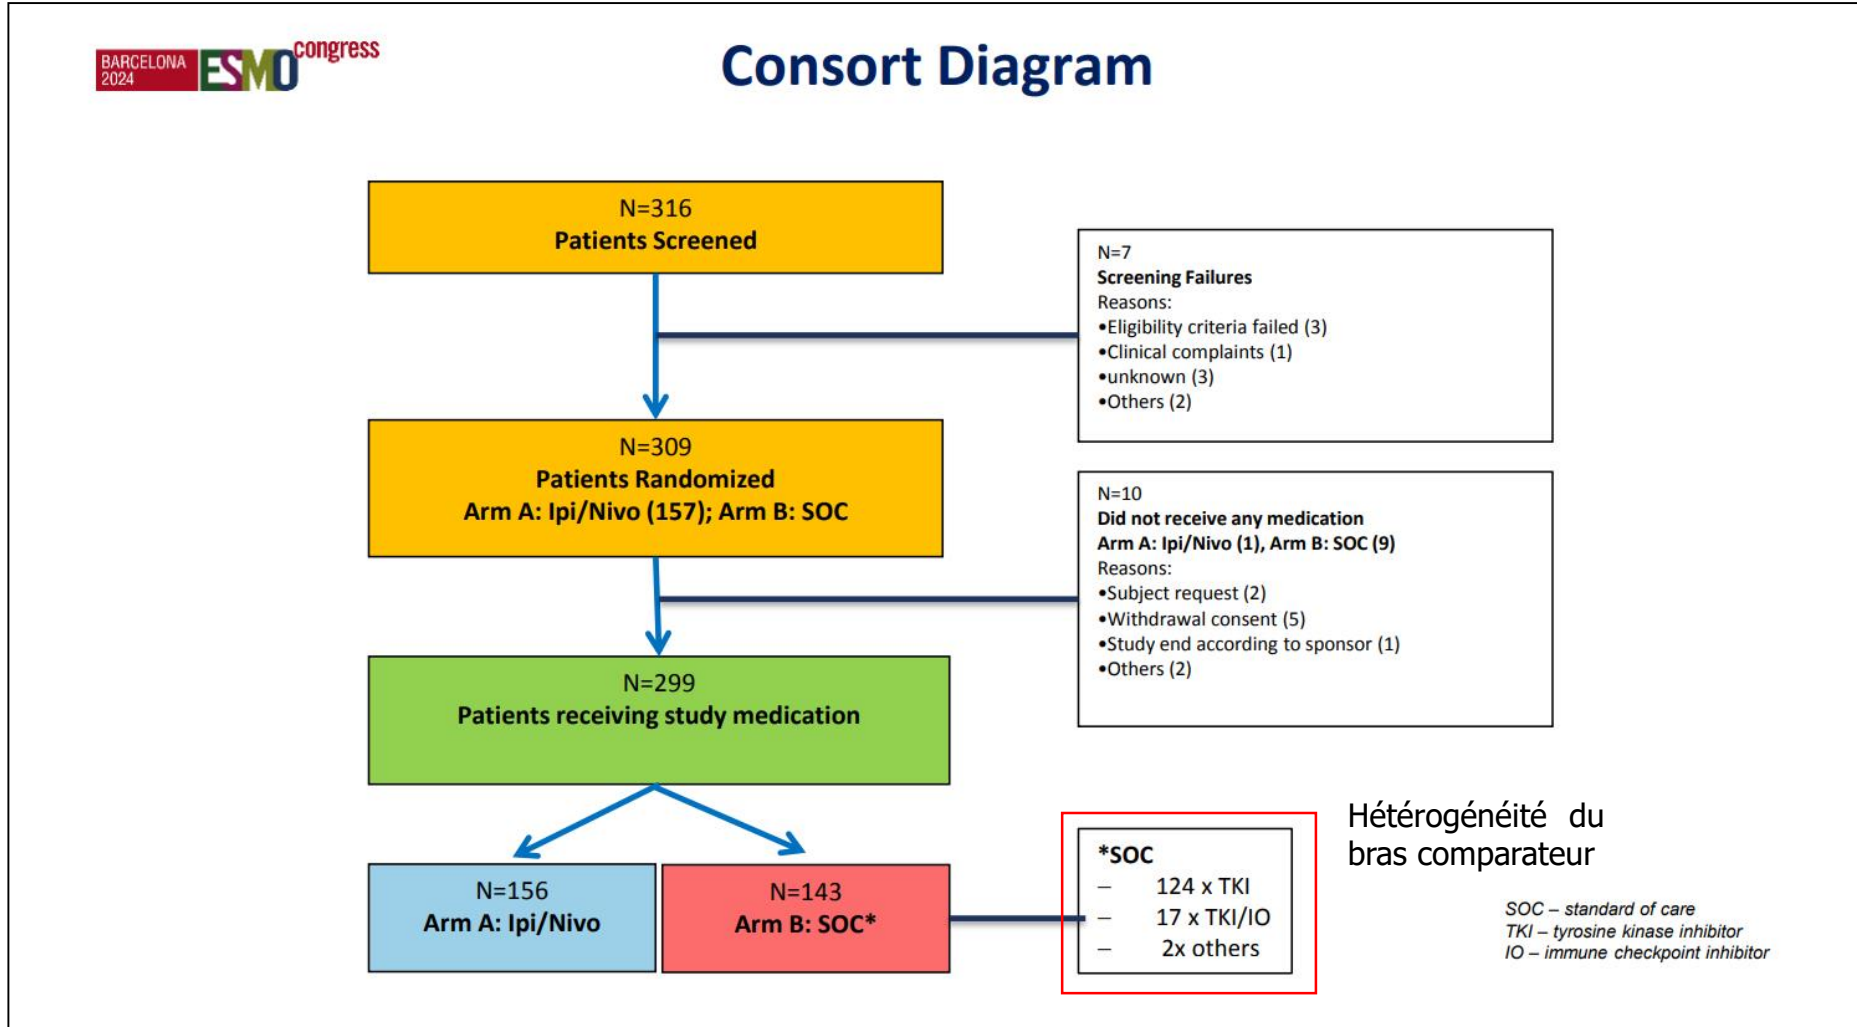 BARCELONA
2024
ESMO congress
Consort Diagram
N=316
Patients Screened
N=7
Screening Failures
Reasons:
•Eligibility criteria failed (3)
•Clinical complaints (1)
•unknown (3)
•Others (2)
N=309
Patients Randomized
Arm A: Ipi/Nivo (157); Arm B: SOC
N=10
Did not receive any medication
Arm A: Ipi/Nivo (1), Arm B: SOC (9)
Reasons:
•Subject request (2)
•Withdrawal consent (5)
•Study end according to sponsor (1)
•Others (2)
N=299
Patients receiving study medication
N=156
Arm A: Ipi/Nivo
N=143
Arm B: SOC*
*SOC
– 124 x TKI
– 17 x TKI/IO
– 2x others
Hétérogénéité du
bras comparateur
SOC – standard of care
TKI – tyrosine kinase inhibitor
IO – immune checkpoint inhibitor